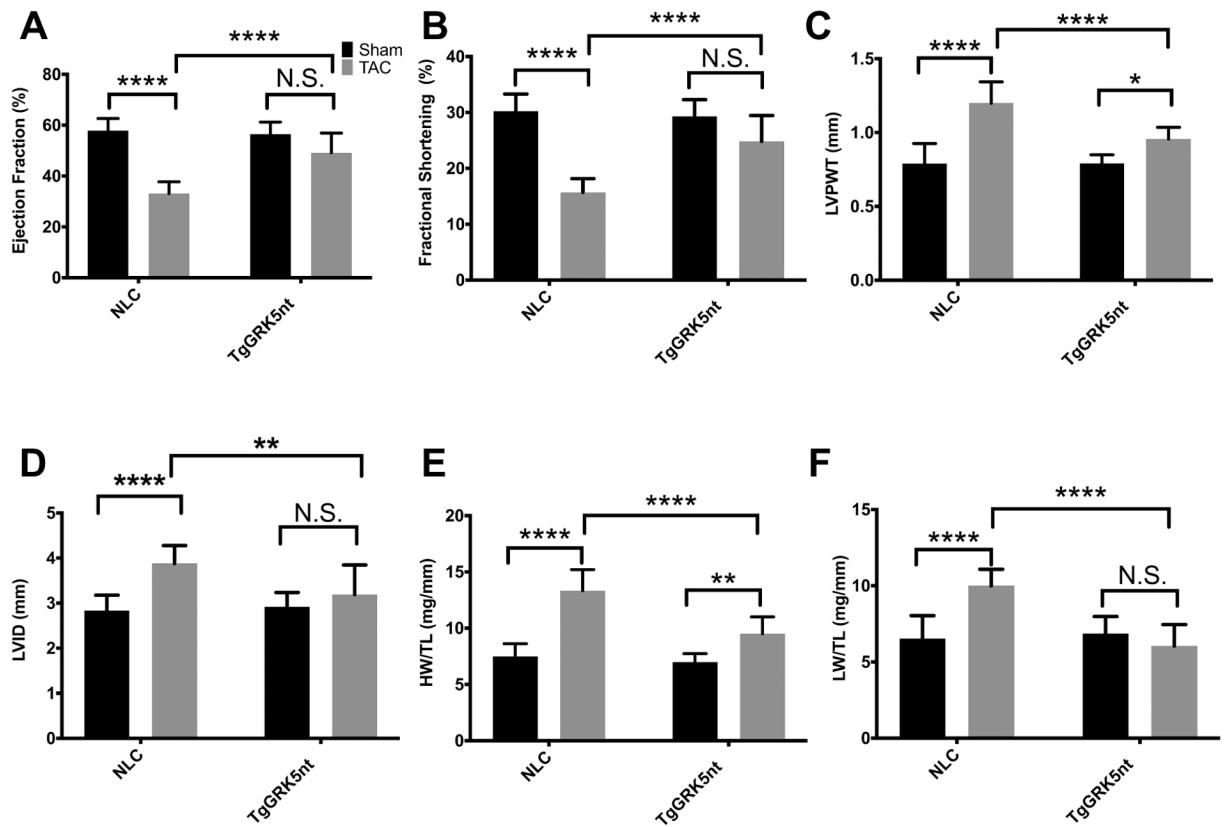 A
****
Sham
TAC
****
N.S.
Ejection Fraction (%)
80
60
40
20
0
NLC
TgGRK5nt
B
****
****
N.S.
Fractional Shortening (%)
40
30
20
10
0
NLC
TgGRK5nt
C
****
****
*
LVPWT (mm)
1.5
1.0
0.5
0.0
NLC
TgGRK5nt
D
**
****
N.S.
LVID (mm)
5
4
3
2
1
0
NLC
TgGRK5nt
E
****
****
**
HW/TL (mg/mm)
20
15
10
5
0
NLC
TgGRK5nt
F
****
****
N.S.
LW/TL (mg/mm)
15
10
5
0
NLC
TgGRK5nt